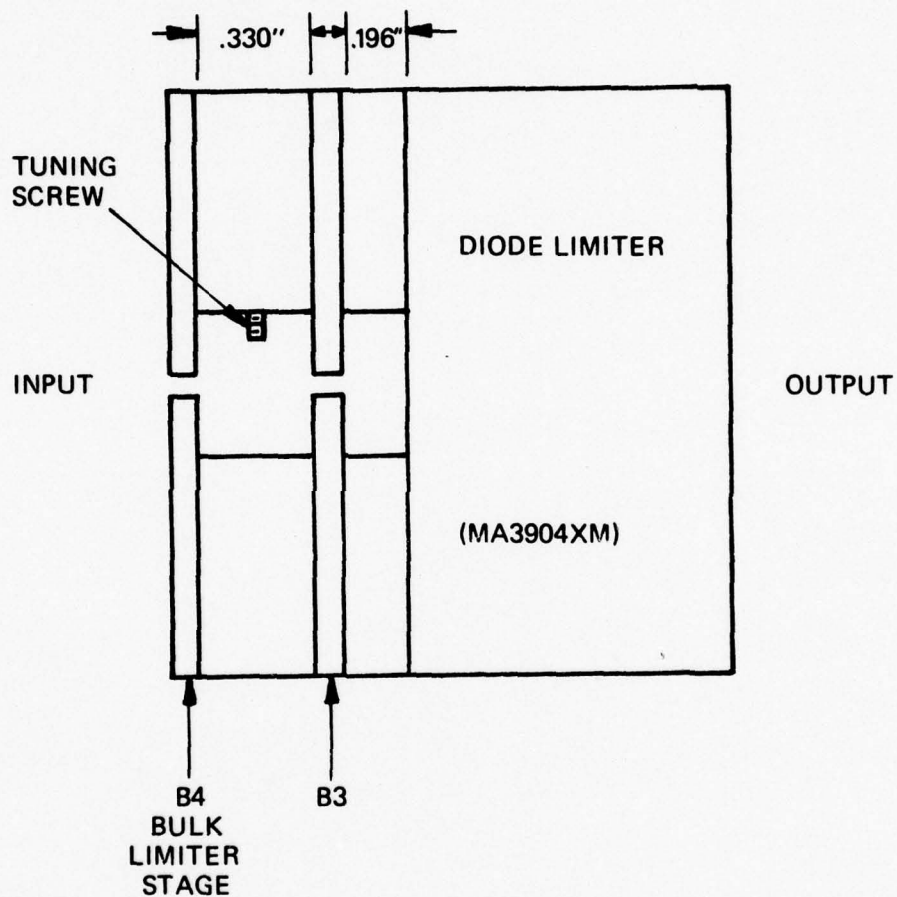 .330" .196"
TUNING
SCREW
DIODE LIMITER
INPUT
OUTPUT
(MA3904XM)
B4
BULK
LIMITER
STAGE
B3